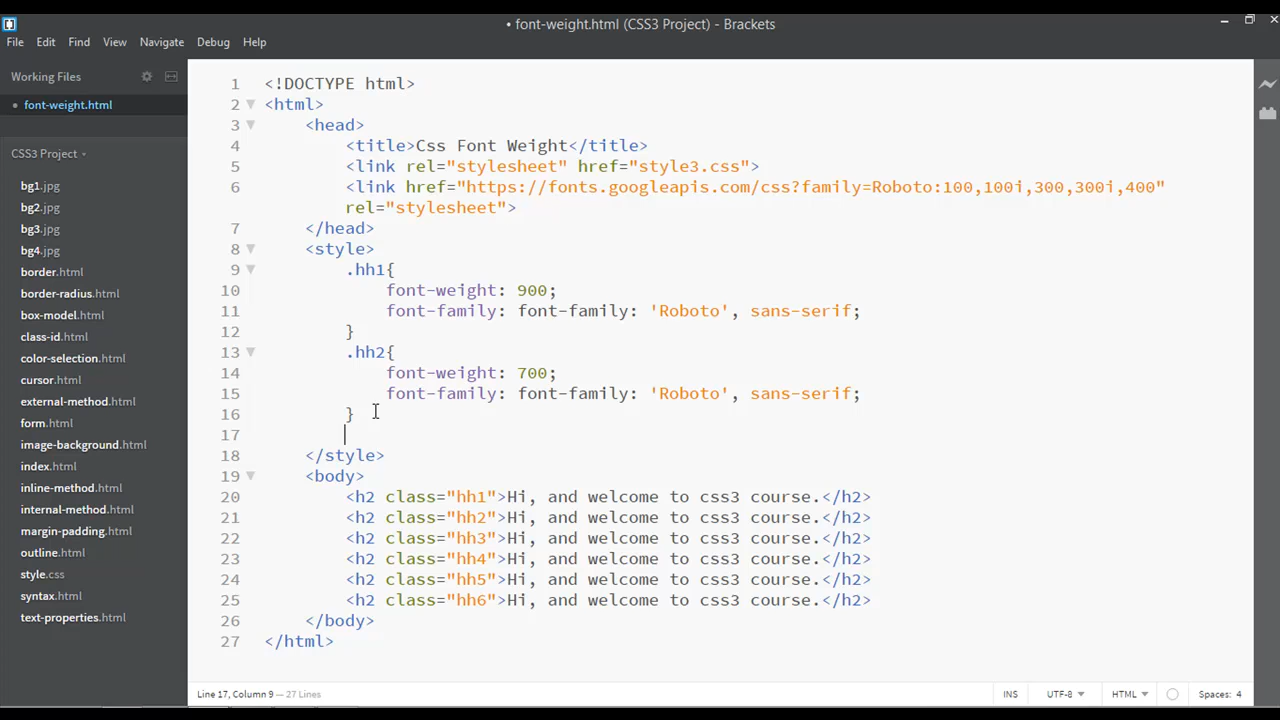 • font-weight.html (CSS3 Project) - Brackets
File Edit Find View Navigate Debug Help
Working Files
• font-weight.html
CSS3 Project
bg1.jpg
bg2.jpg
bg3.jpg
bg4.jpg
border.html
border-radius.html
box-model.html
class-id.html
color-selection.html
cursor.html
external-method.html
form.html
image-background.html
index.html
inline-method.html
internal-method.html
margin-padding.html
outline.html
style.css
syntax.html
text-properties.html
1 <!DOCTYPE html>
2 <html>
3 <head>
4 <title>Css Font Weight</title>
5 <link rel="stylesheet" href="style3.css">
6 <link href="https://fonts.googleapis.com/css?family=Roboto:100,100i,300,300i,400"
rel="stylesheet">
7 </head>
8 <style>
9 .hh1{
10 font-weight: 900;
11 font-family: font-family: 'Roboto', sans-serif;
12 }
13 .hh2{
14 font-weight: 700;
15 font-family: font-family: 'Roboto', sans-serif;
16 }
17
18 </style>
19 <body>
20 <h2 class="hh1">Hi, and welcome to css3 course.</h2>
21 <h2 class="hh2">Hi, and welcome to css3 course.</h2>
22 <h2 class="hh3">Hi, and welcome to css3 course.</h2>
23 <h2 class="hh4">Hi, and welcome to css3 course.</h2>
24 <h2 class="hh5">Hi, and welcome to css3 course.</h2>
25 <h2 class="hh6">Hi, and welcome to css3 course.</h2>
26 </body>
27 </html>
Line 17, Column 9 — 27 Lines
INS UTF-8 HTML Spaces: 4